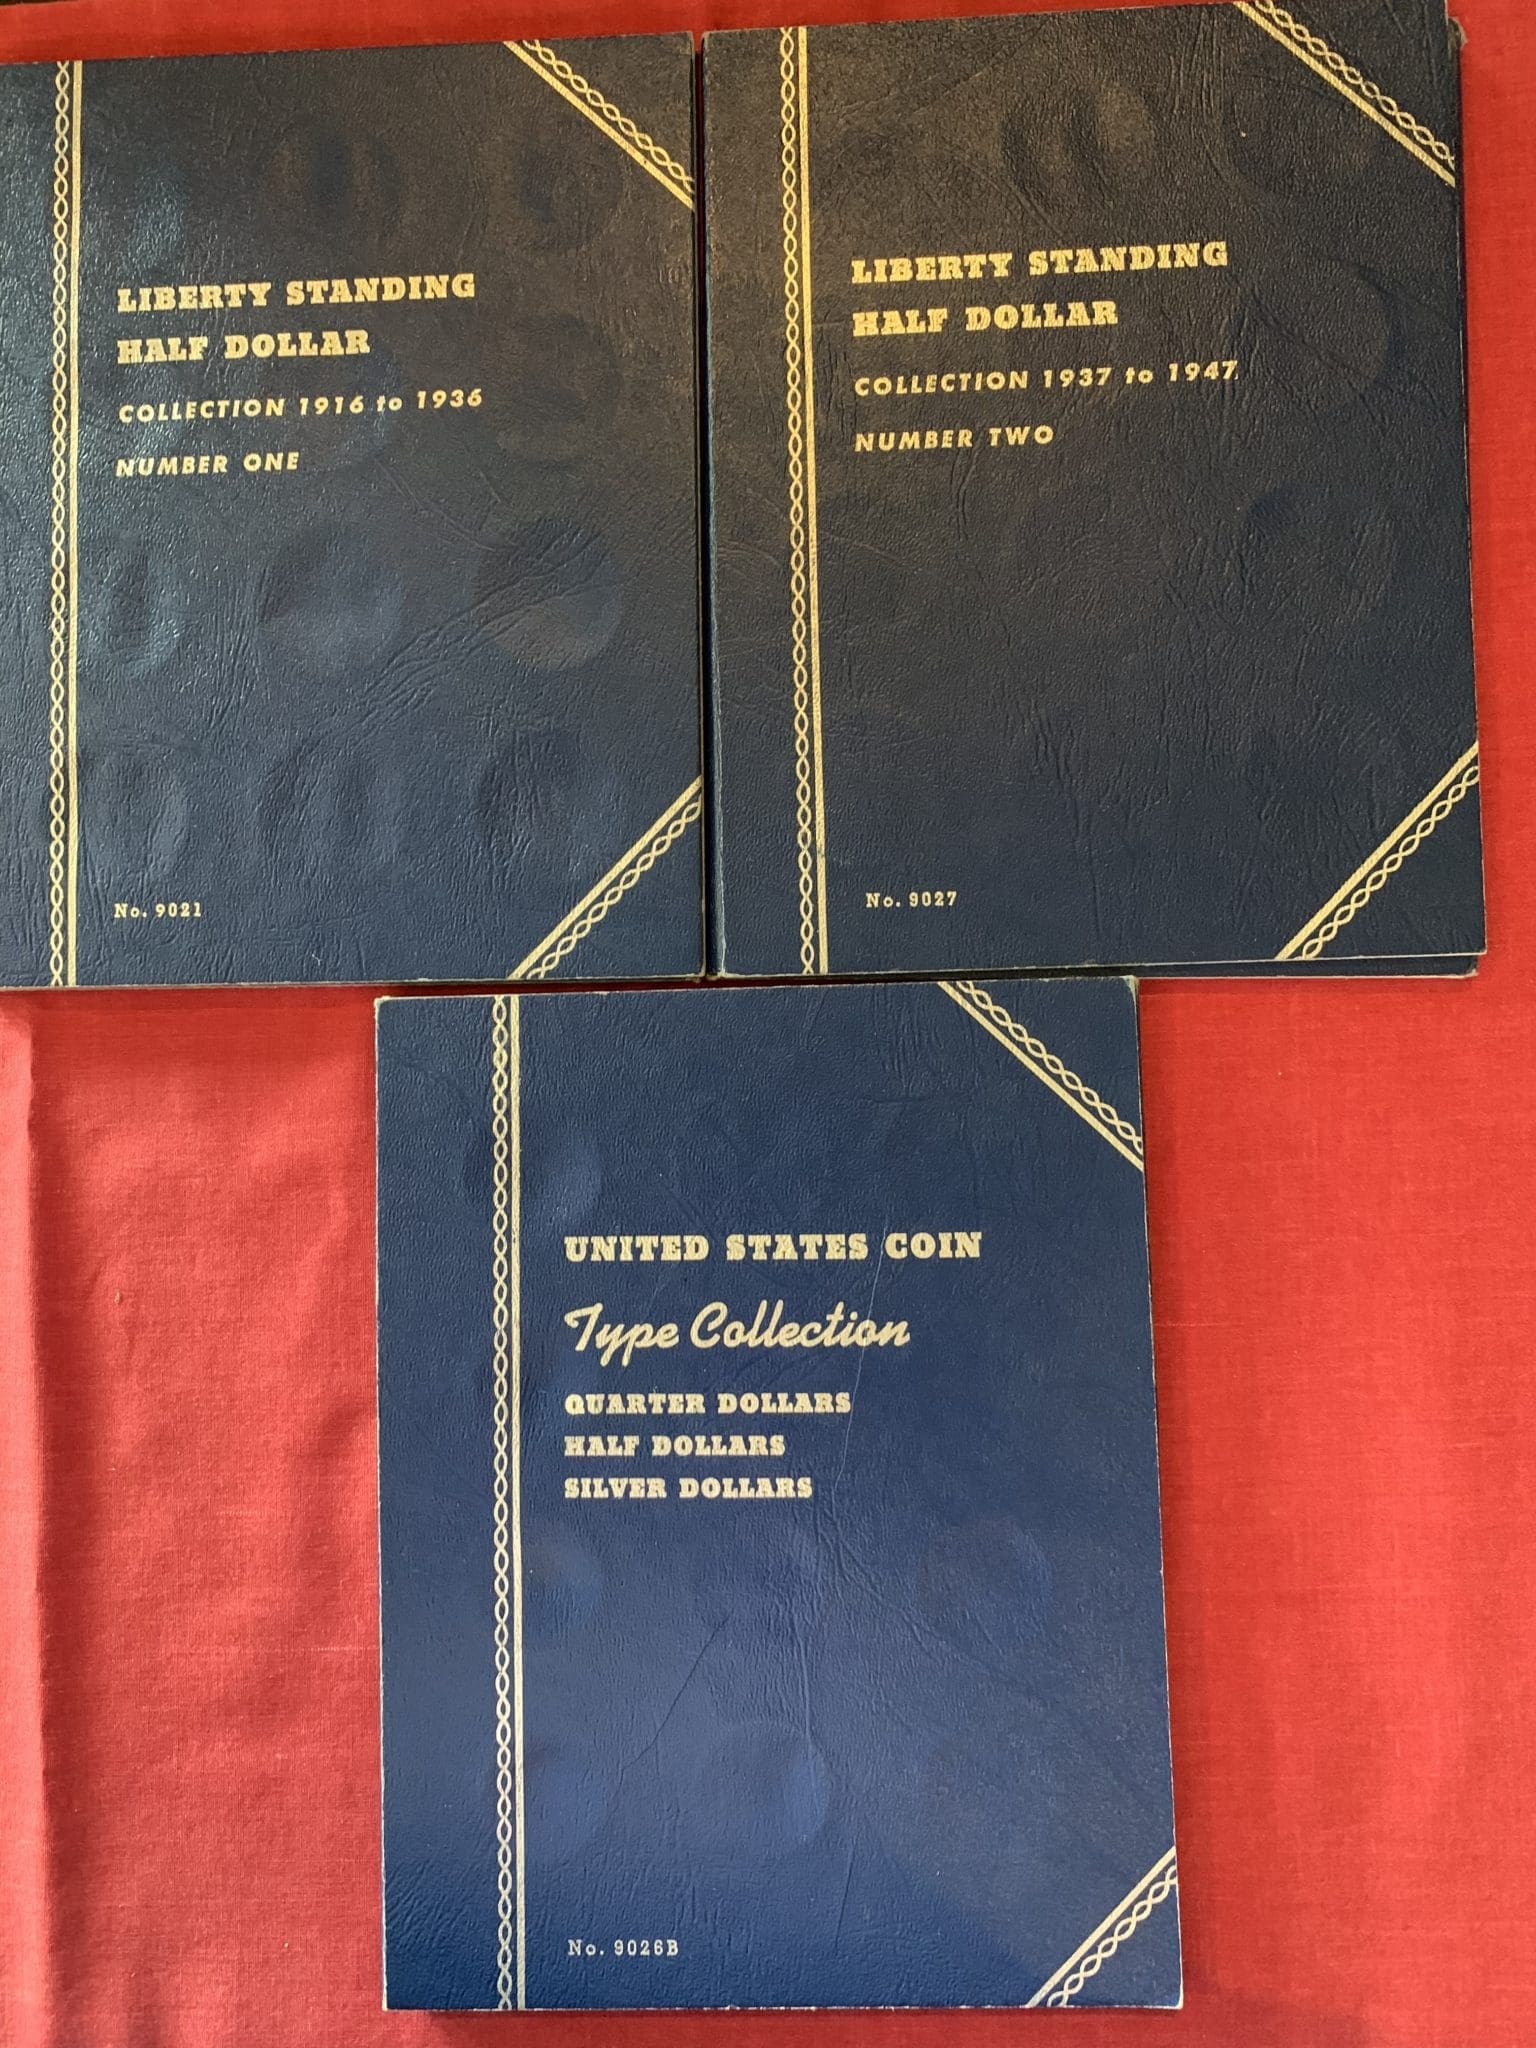 LIBERTY STANDING
HALF DOLLAR
COLLECTION 1916 to 1936
NUMBER ONE
No. 9021
LIBERTY STANDING
HALF DOLLAR
COLLECTION 1937 to 1947
NUMBER TWO
No. 9027
UNITED STATES COIN
Type Collection
QUARTER DOLLARS
HALF DOLLARS
SILVER DOLLARS
No. 9026B